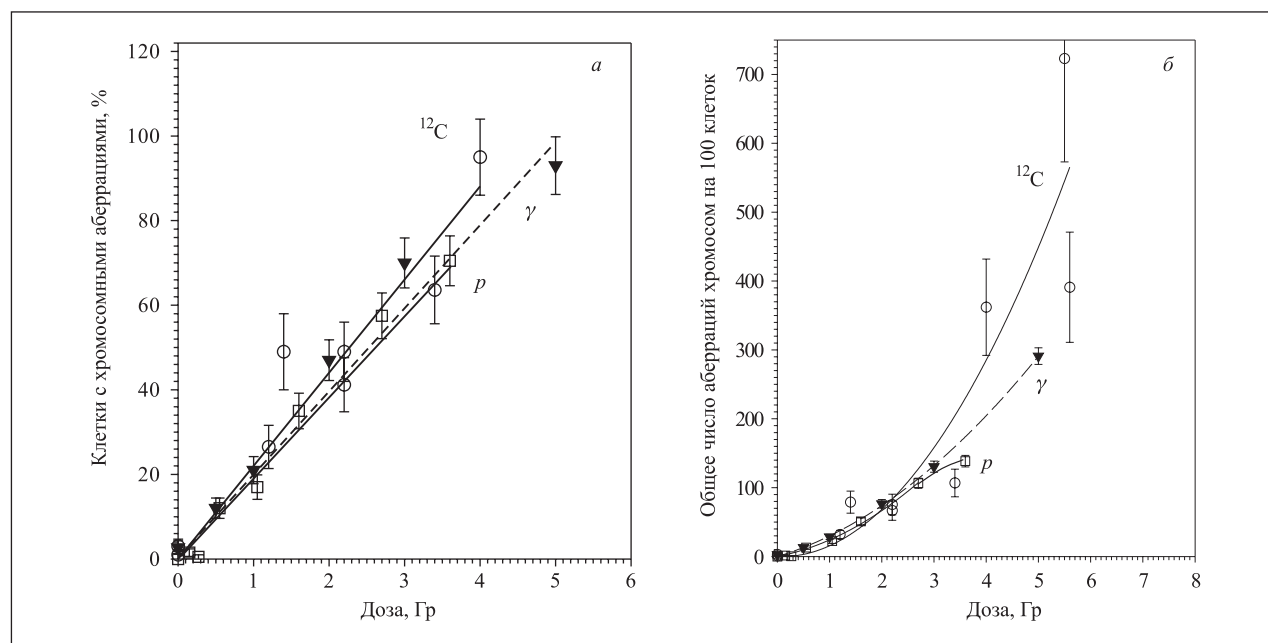 Клетки с хромосомными аберрациями, %
120
100
80
60
40
20
0
а
¹²C
γ
p
0 1 2 3 4 5 6
Доза, Гр
Общее число аберраций хромосом на 100 клеток
700
600
500
400
300
200
100
0
б
¹²C
γ
p
0 1 2 3 4 5 6 7 8
Доза, Гр